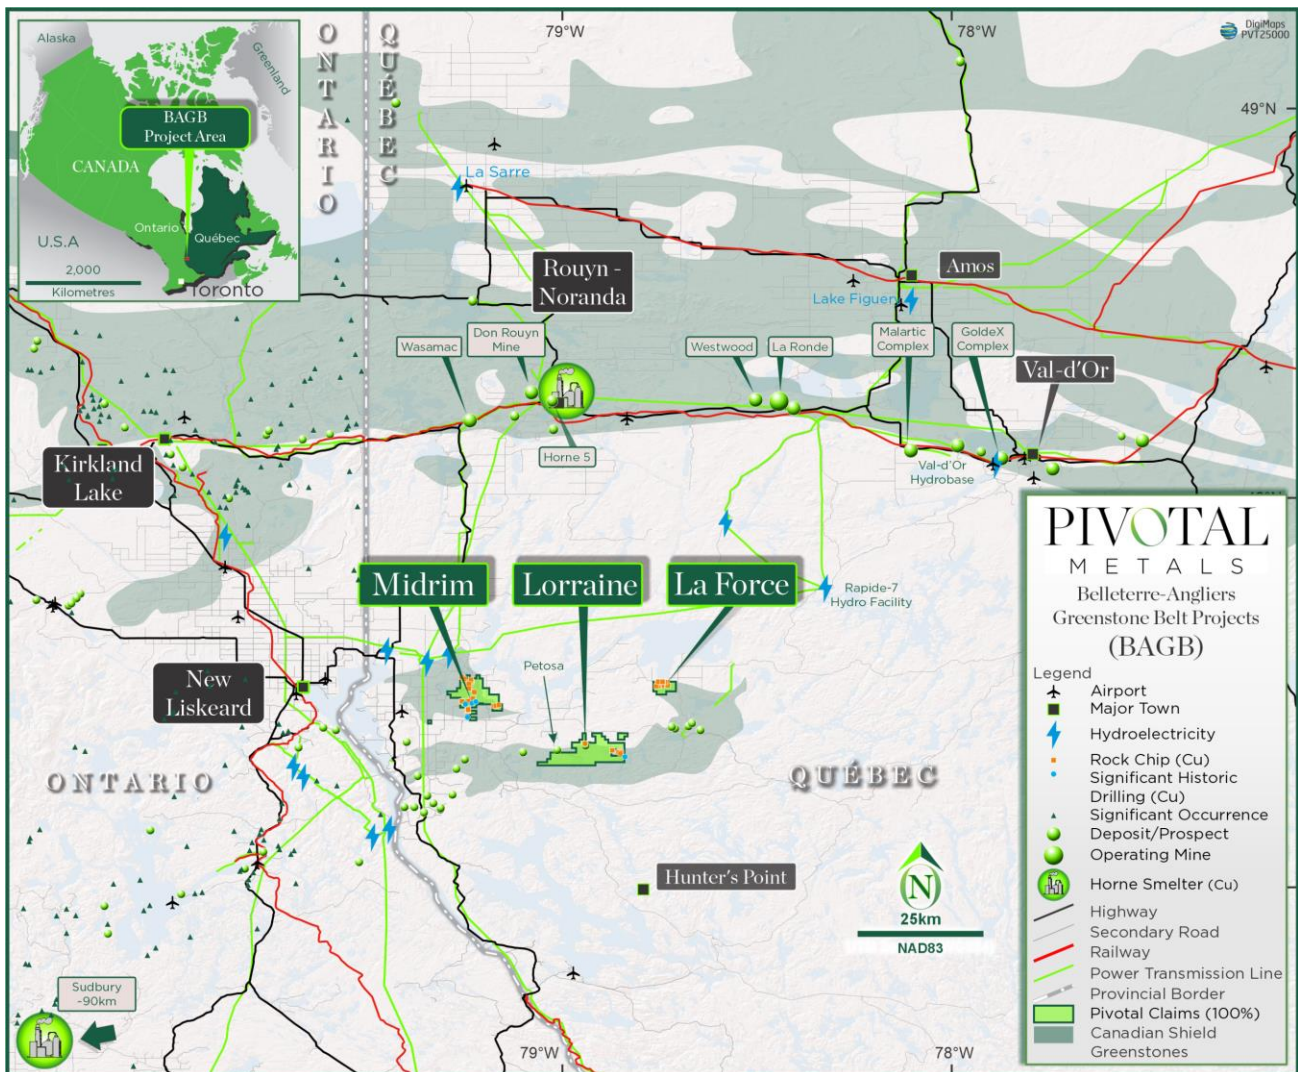 Alaska
Greenland
BAGB
Project Area
CANADA
Ontario
Québec
U.S.A
2,000
Kilometres
Toronto
ONTARIO
QUÉBEC
79°W
78°W
DigiMaps
PVT25000
49°N
La Sarre
Rouyn -
Noranda
Amos
Lake Figuery
Wasamac
Don Rouyn
Mine
Westwood
La Ronde
Malartic
Complex
GoldeX
Complex
Val-d'Or
Kirkland
Lake
Horne 5
Val-d'Or
Hydrobase
Midrim
Lorraine
La Force
Rapide-7
Hydro Facility
New
Liskeard
Petosa
ONTARIO
QUÉBEC
Hunter's Point
N
25km
NAD83
Sudbury
~90km
79°W
78°W
PIVOTAL
METALS
Belleterre-Angliers
Greenstone Belt Projects
(BAGB)
Legend
Airport
Major Town
Hydroelectricity
Rock Chip (Cu)
Significant Historic
Drilling (Cu)
Significant Occurrence
Deposit/Prospect
Operating Mine
Horne Smelter (Cu)
Highway
Secondary Road
Railway
Power Transmission Line
Provincial Border
Pivotal Claims (100%)
Canadian Shield
Greenstones